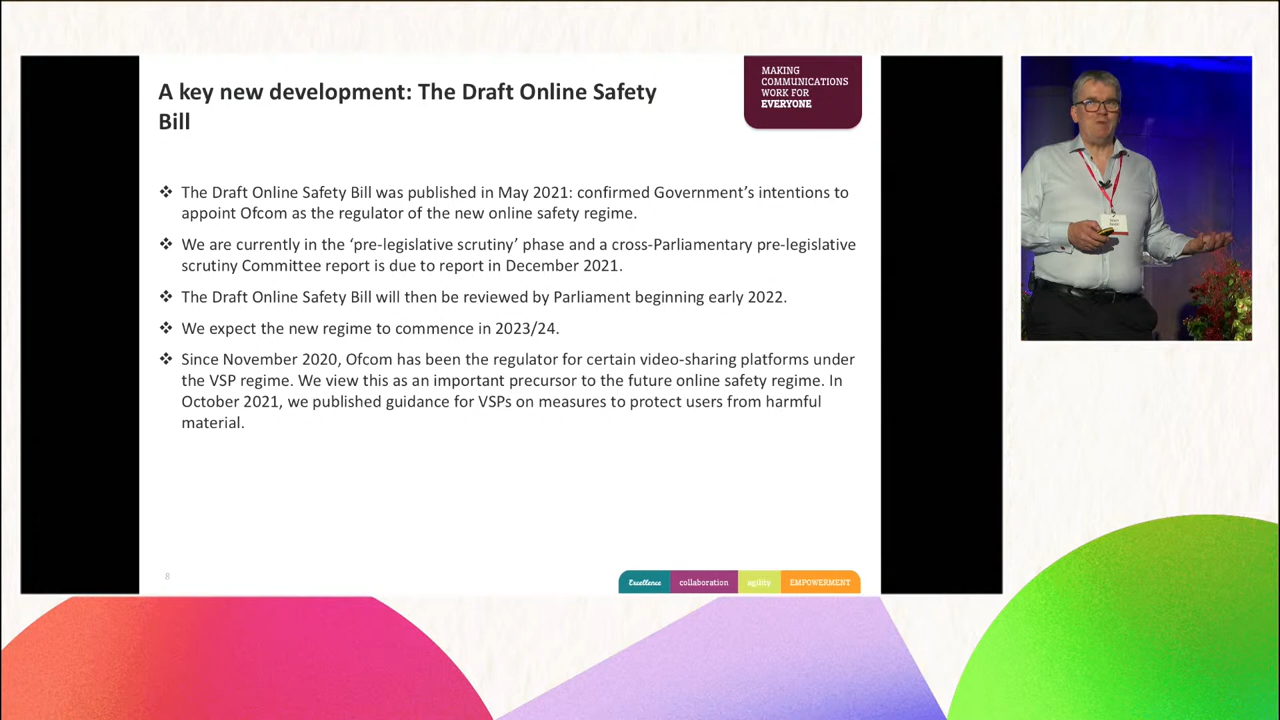 A key new development: The Draft Online Safety
Bill
MAKING
COMMUNICATIONS
WORK FOR
EVERYONE
❖ The Draft Online Safety Bill was published in May 2021: confirmed Government’s intentions to
appoint Ofcom as the regulator of the new online safety regime.
❖ We are currently in the ‘pre-legislative scrutiny’ phase and a cross-Parliamentary pre-legislative
scrutiny Committee report is due to report in December 2021.
❖ The Draft Online Safety Bill will then be reviewed by Parliament beginning early 2022.
❖ We expect the new regime to commence in 2023/24.
❖ Since November 2020, Ofcom has been the regulator for certain video-sharing platforms under
the VSP regime. We view this as an important precursor to the future online safety regime. In
October 2021, we published guidance for VSPs on measures to protect users from harmful
material.
8
Excellence collaboration agility EMPOWERMENT